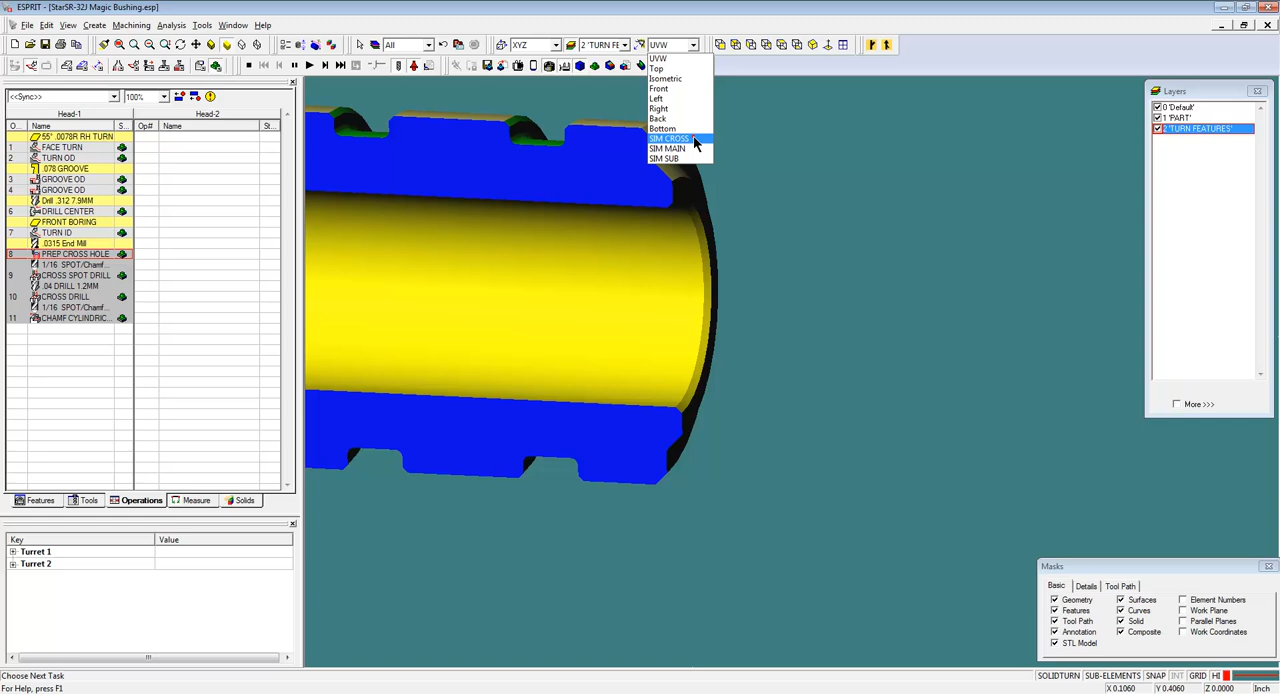 ESPRIT - [StarSR-32J Magic Bushing.esp]
File Edit View Create Machining Analysis Tools Window Help
All XYZ 2 'TURN FE UVW
UVW
Top
Isometric
Front
Left
Right
Back
Bottom
SIM CROSS
SIM MAIN
SIM SUB
<<Sync>> 100%
Head-1 Head-2
O... Name S... Op# Name St...
55° .0078R RH TURN
1 FACE TURN
2 TURN OD
.078 GROOVE
3 GROOVE OD
4 GROOVE OD
Drill .312 7.9MM
6 DRILL CENTER
FRONT BORING
7 TURN ID
.0315 End Mill
8 PREP CROSS HOLE
1/16 SPOT/Chamf...
9 CROSS SPOT DRILL
.04 DRILL 1.2MM
10 CROSS DRILL
1/16 SPOT/Chamf...
11 CHAMF CYLINDRIC...
Features Tools Operations Measure Solids
Key Value
Turret 1
Turret 2
Layers
0 'Default'
1 'PART'
2 'TURN FEATURES'
More >>>
Masks
Basic Details Tool Path
Geometry Surfaces Element Numbers
Features Curves Work Plane
Tool Path Solid Parallel Planes
Annotation Composite Work Coordinates
STL Model
Choose Next Task SOLIDTURN SUB-ELEMENTS SNAP INT GRID HI
For Help, press F1 X 0.1060 Y 0.4060 Z 0.0000 Inch